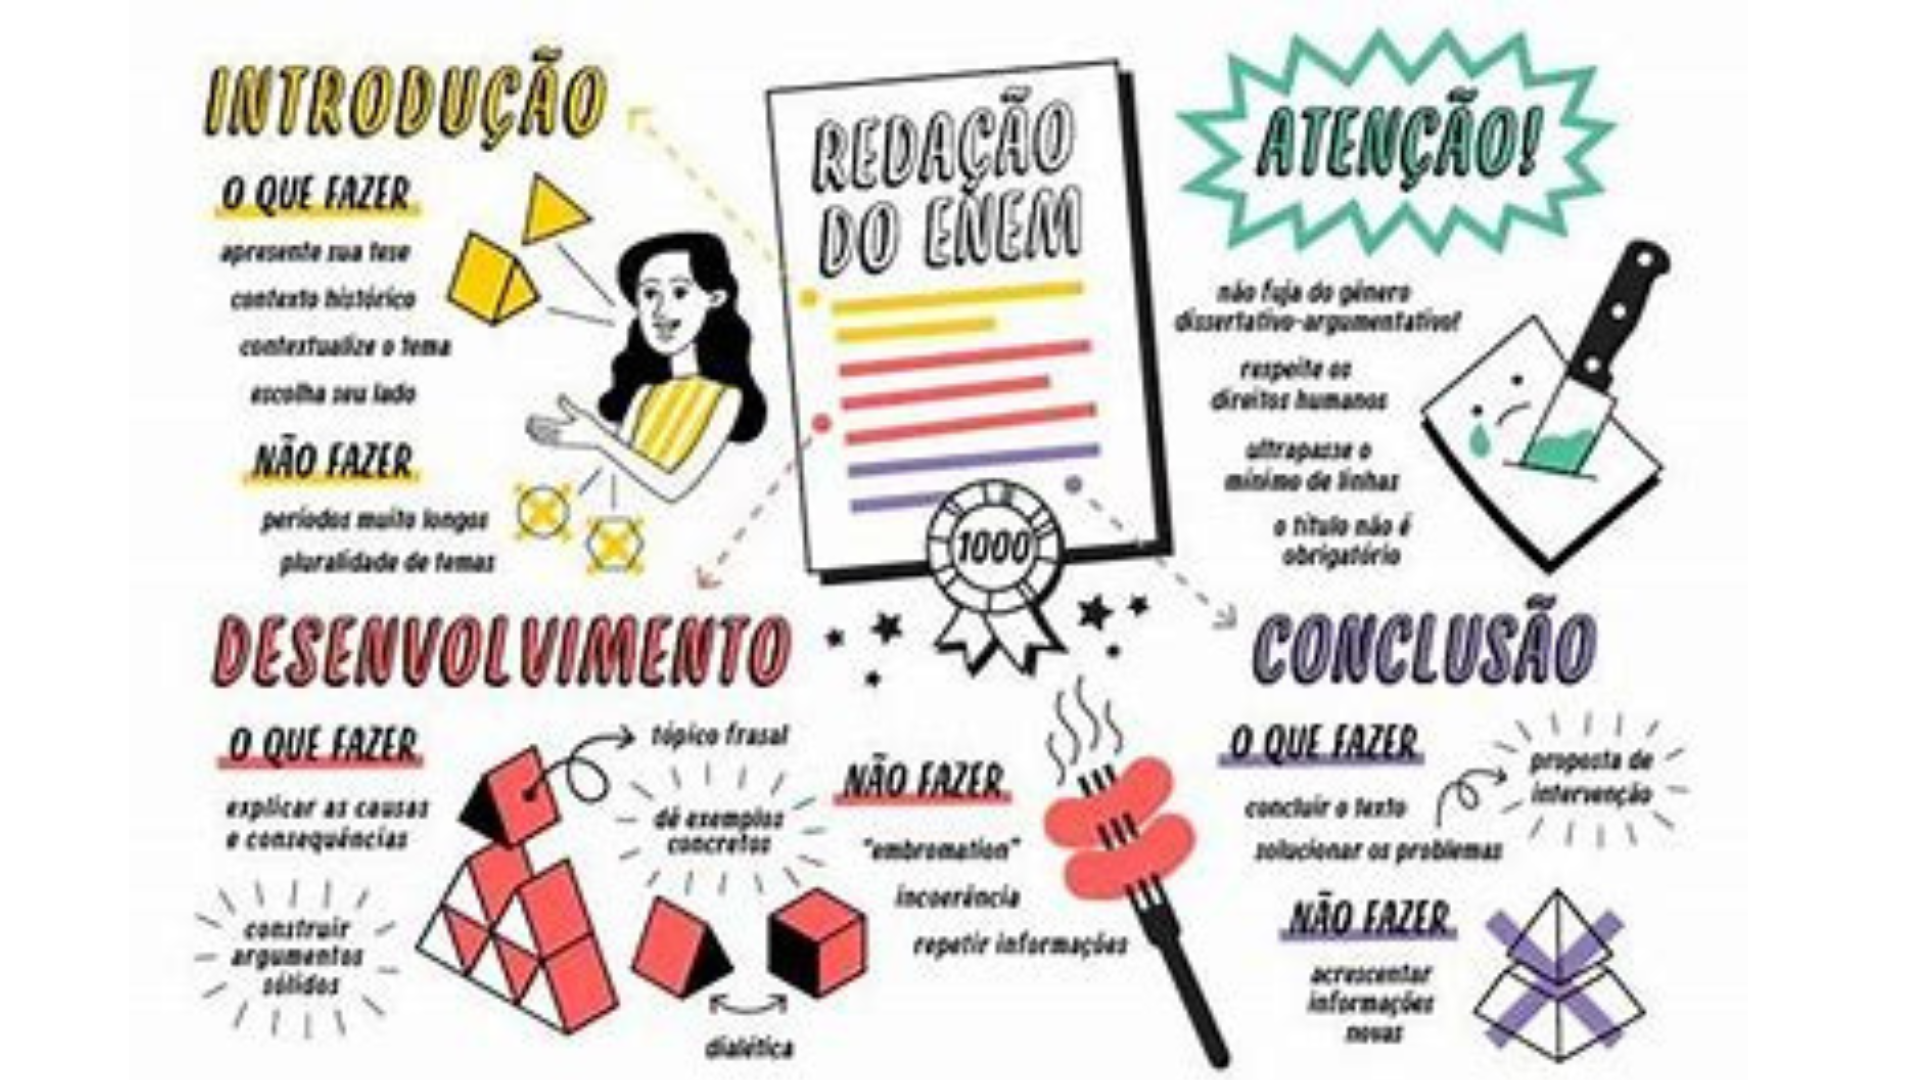 INTRODUÇÃO
O QUE FAZER
apresente sua tese
contexto histórico
contextualize o tema
escolha seu lado
NÃO FAZER
períodos muito longos
pluralidade de temas
REDAÇÃO
DO ENEM
1000
ATENÇÃO!
não fuja do gênero
dissertativo-argumentativo!
respeite os
direitos humanos
ultrapasse o
mínimo de linhas
o título não é
obrigatório
DESENVOLVIMENTO
O QUE FAZER
explicar as causas
e consequências
construir
argumentos
sólidos
tópico frasal
dê exemplos
concretos
dialética
NÃO FAZER
"embromation"
incoerência
repetir informações
CONCLUSÃO
O QUE FAZER
concluir o texto
solucionar os problemas
proposta de
intervenção
NÃO FAZER
acrescentar
informações
novas